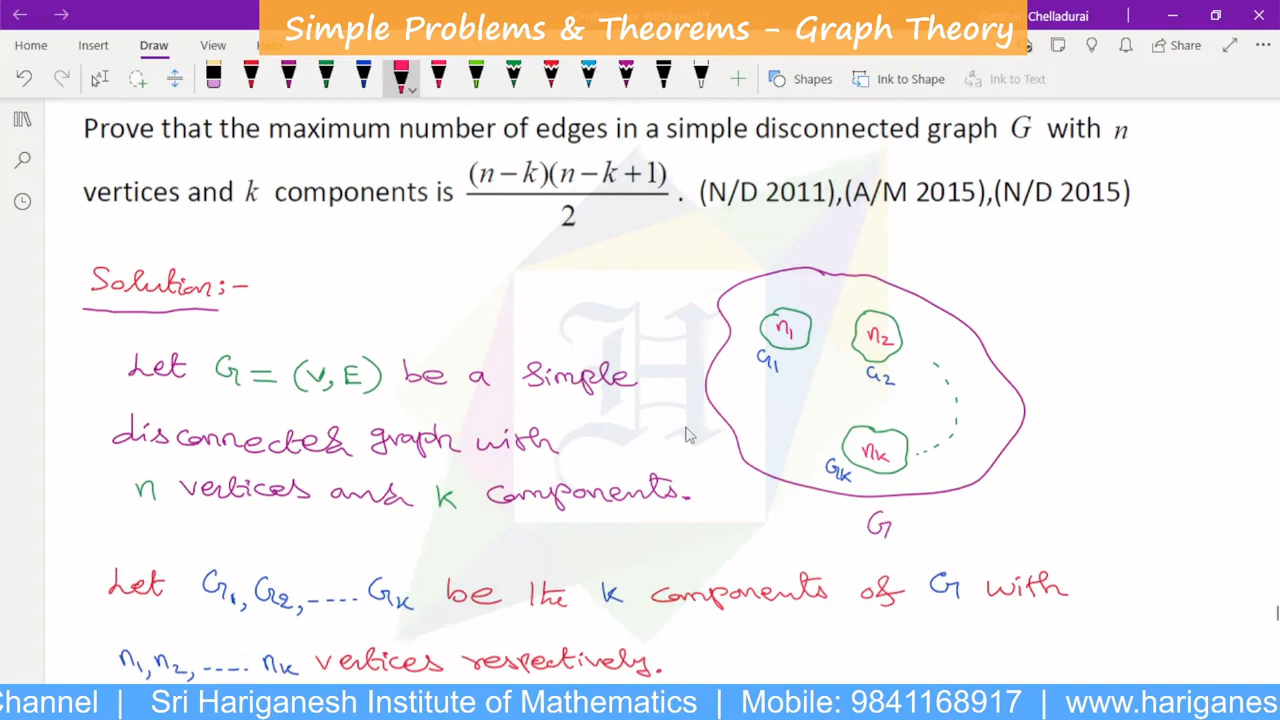 Simple Problems & Theorems - Graph Theory
Chelladurai
Home Insert Draw View
Share
Shapes Ink to Shape Ink to Text
Prove that the maximum number of edges in a simple disconnected graph G with n
vertices and k components is (n−k)(n−k+1)/2 . (N/D 2011),(A/M 2015),(N/D 2015)
Solution:-
n1 n2
G1 G2
Let G = (V, E) be a simple
disconnected graph with
nk
Gk
n vertices and k components.
G
Let G1, G2, ..... Gk be the k components of G with
n1, n2, ..... nk vertices respectively.
Channel | Sri Hariganesh Institute of Mathematics | Mobile: 9841168917 | www.hariganes